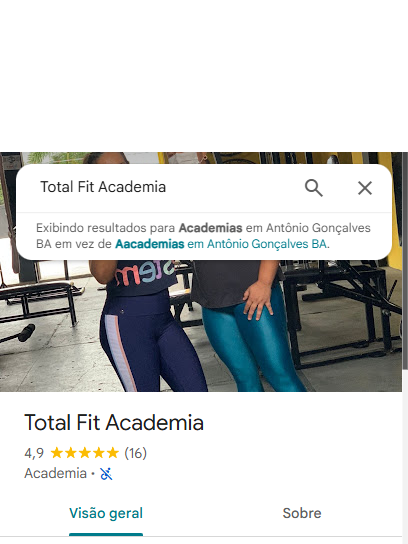 Total Fit Academia
Exibindo resultados para Academias em Antônio Gonçalves
BA em vez de Aacademias em Antônio Gonçalves BA.
Total Fit Academia
4,9 (16)
Academia •
Visão geral Sobre